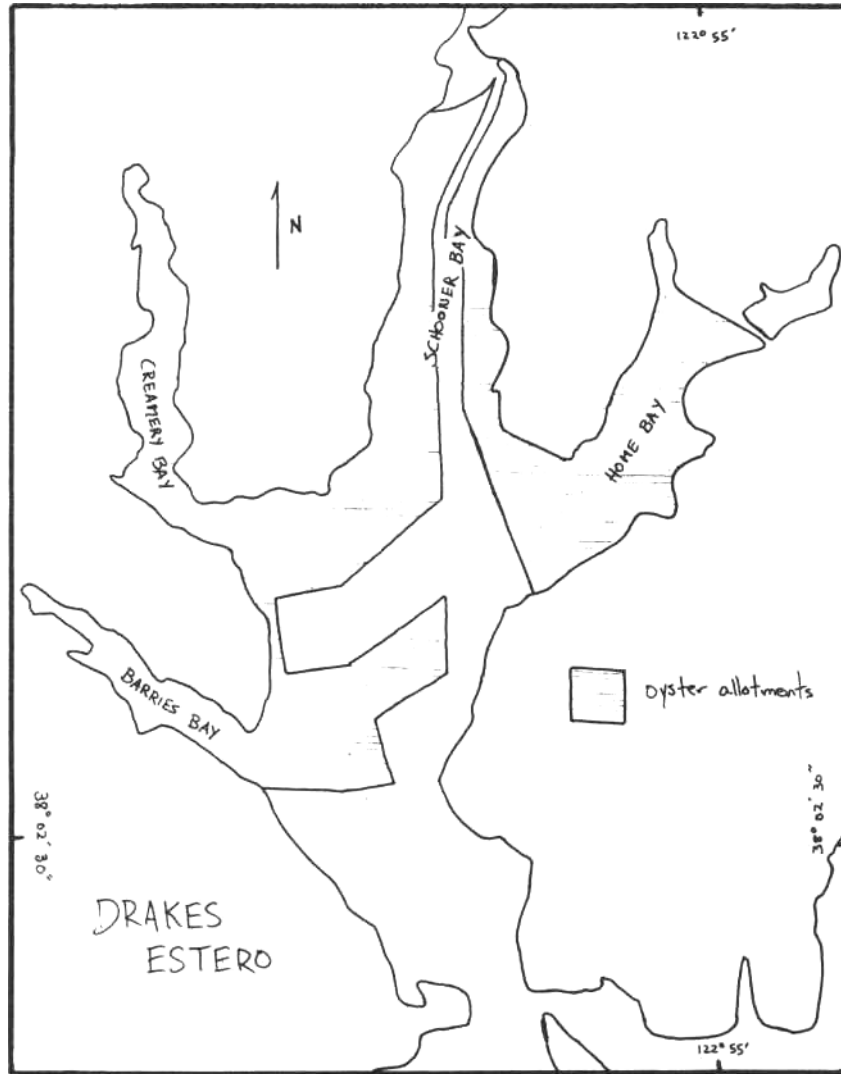 122° 55'
N
SCHOONER BAY
CREAMERY BAY
HOME BAY
BARRIES BAY
oyster allotments
38° 02' 30"
38° 02' 30"
DRAKES
ESTERO
122° 55'